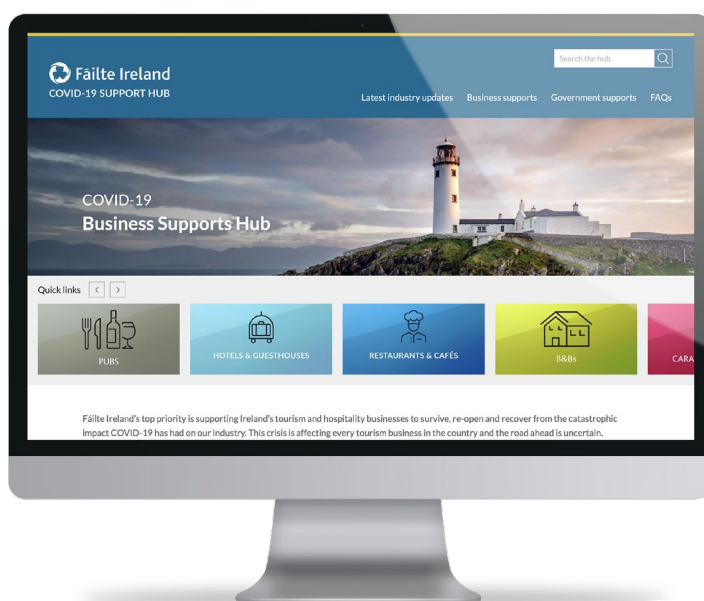 Fáilte Ireland
COVID-19 SUPPORT HUB
Search the hub
Latest industry updates Business supports Government supports FAQs
COVID-19
Business Supports Hub
Quick links
PUBS
HOTELS & GUESTHOUSES
RESTAURANTS & CAFÉS
B&Bs
CARA
Fáilte Ireland's top priority is supporting Ireland's tourism and hospitality businesses to survive, re-open and recover from the catastrophic
impact COVID-19 has had on our industry. This crisis is affecting every tourism business in the country and the road ahead is uncertain.